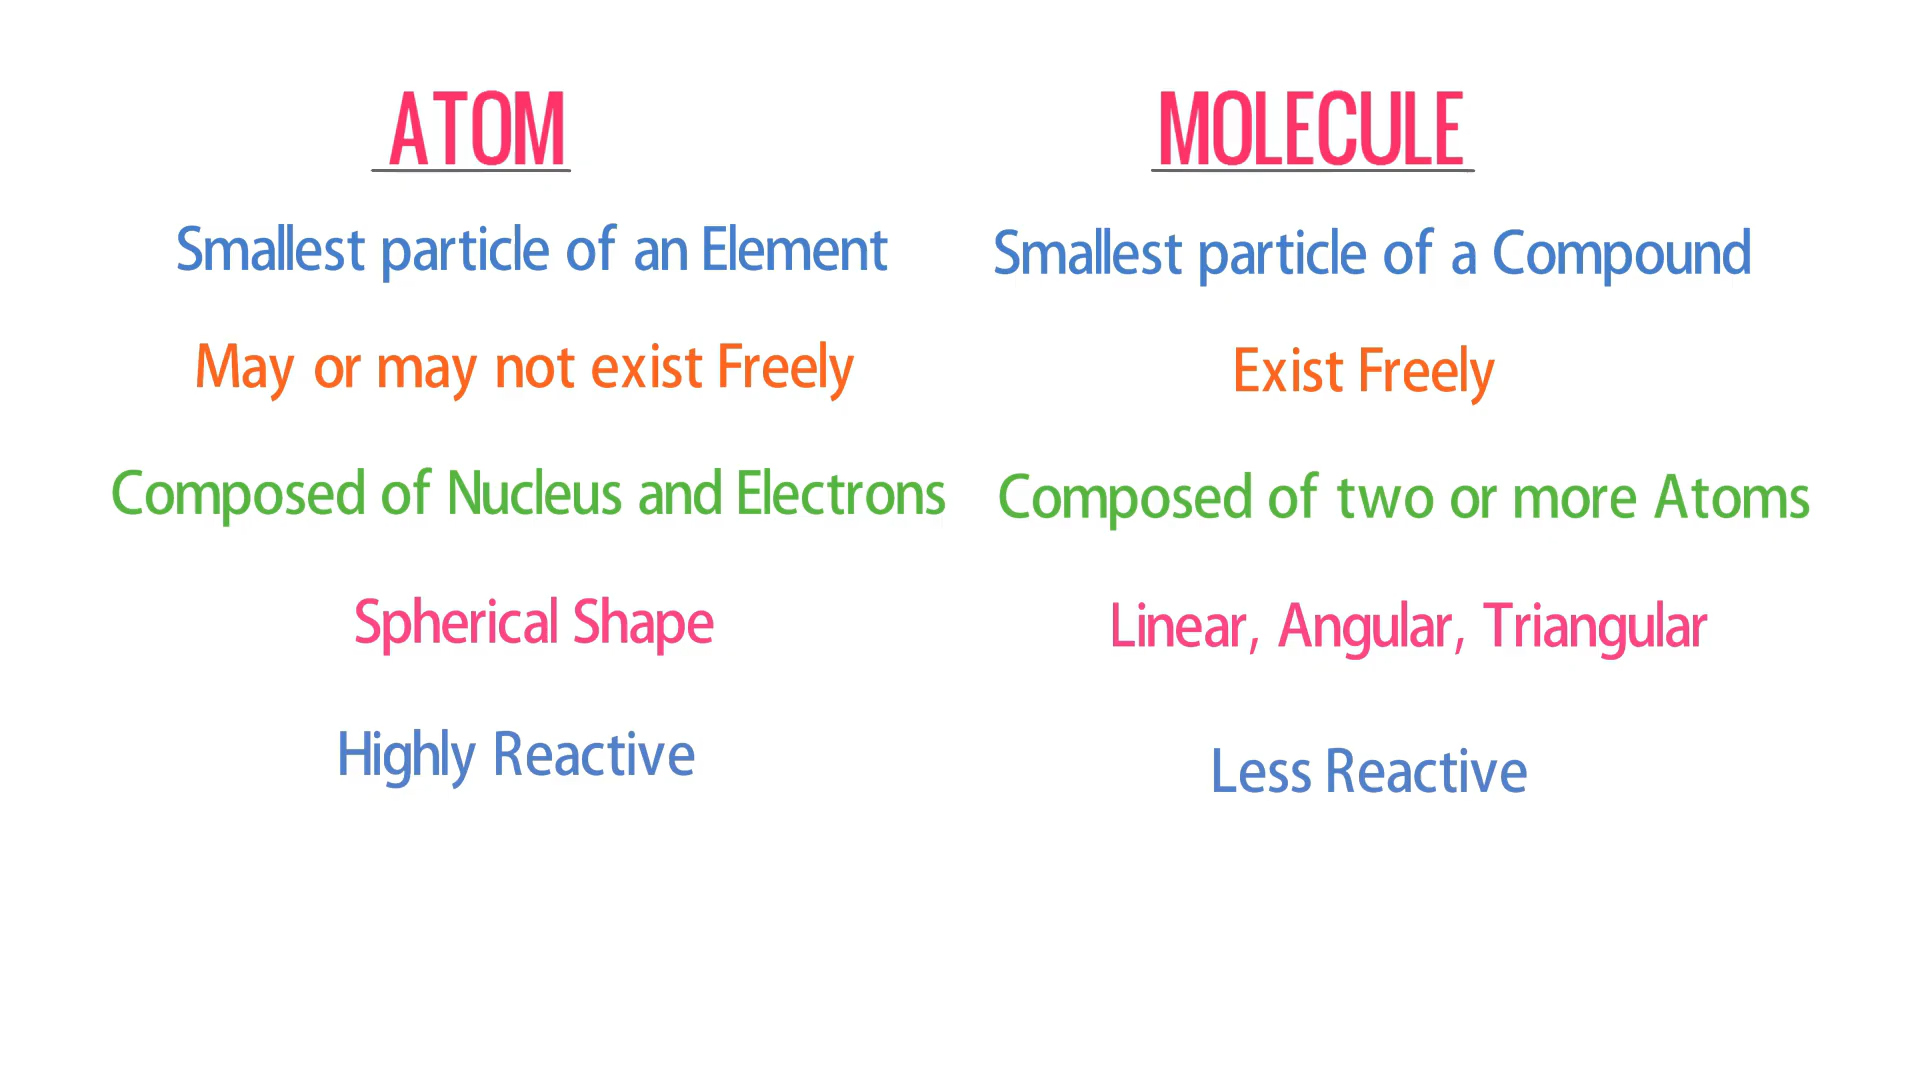 ATOM
Smallest particle of an Element
May or may not exist Freely
Composed of Nucleus and Electrons
Spherical Shape
Highly Reactive
MOLECULE
Smallest particle of a Compound
Exist Freely
Composed of two or more Atoms
Linear, Angular, Triangular
Less Reactive